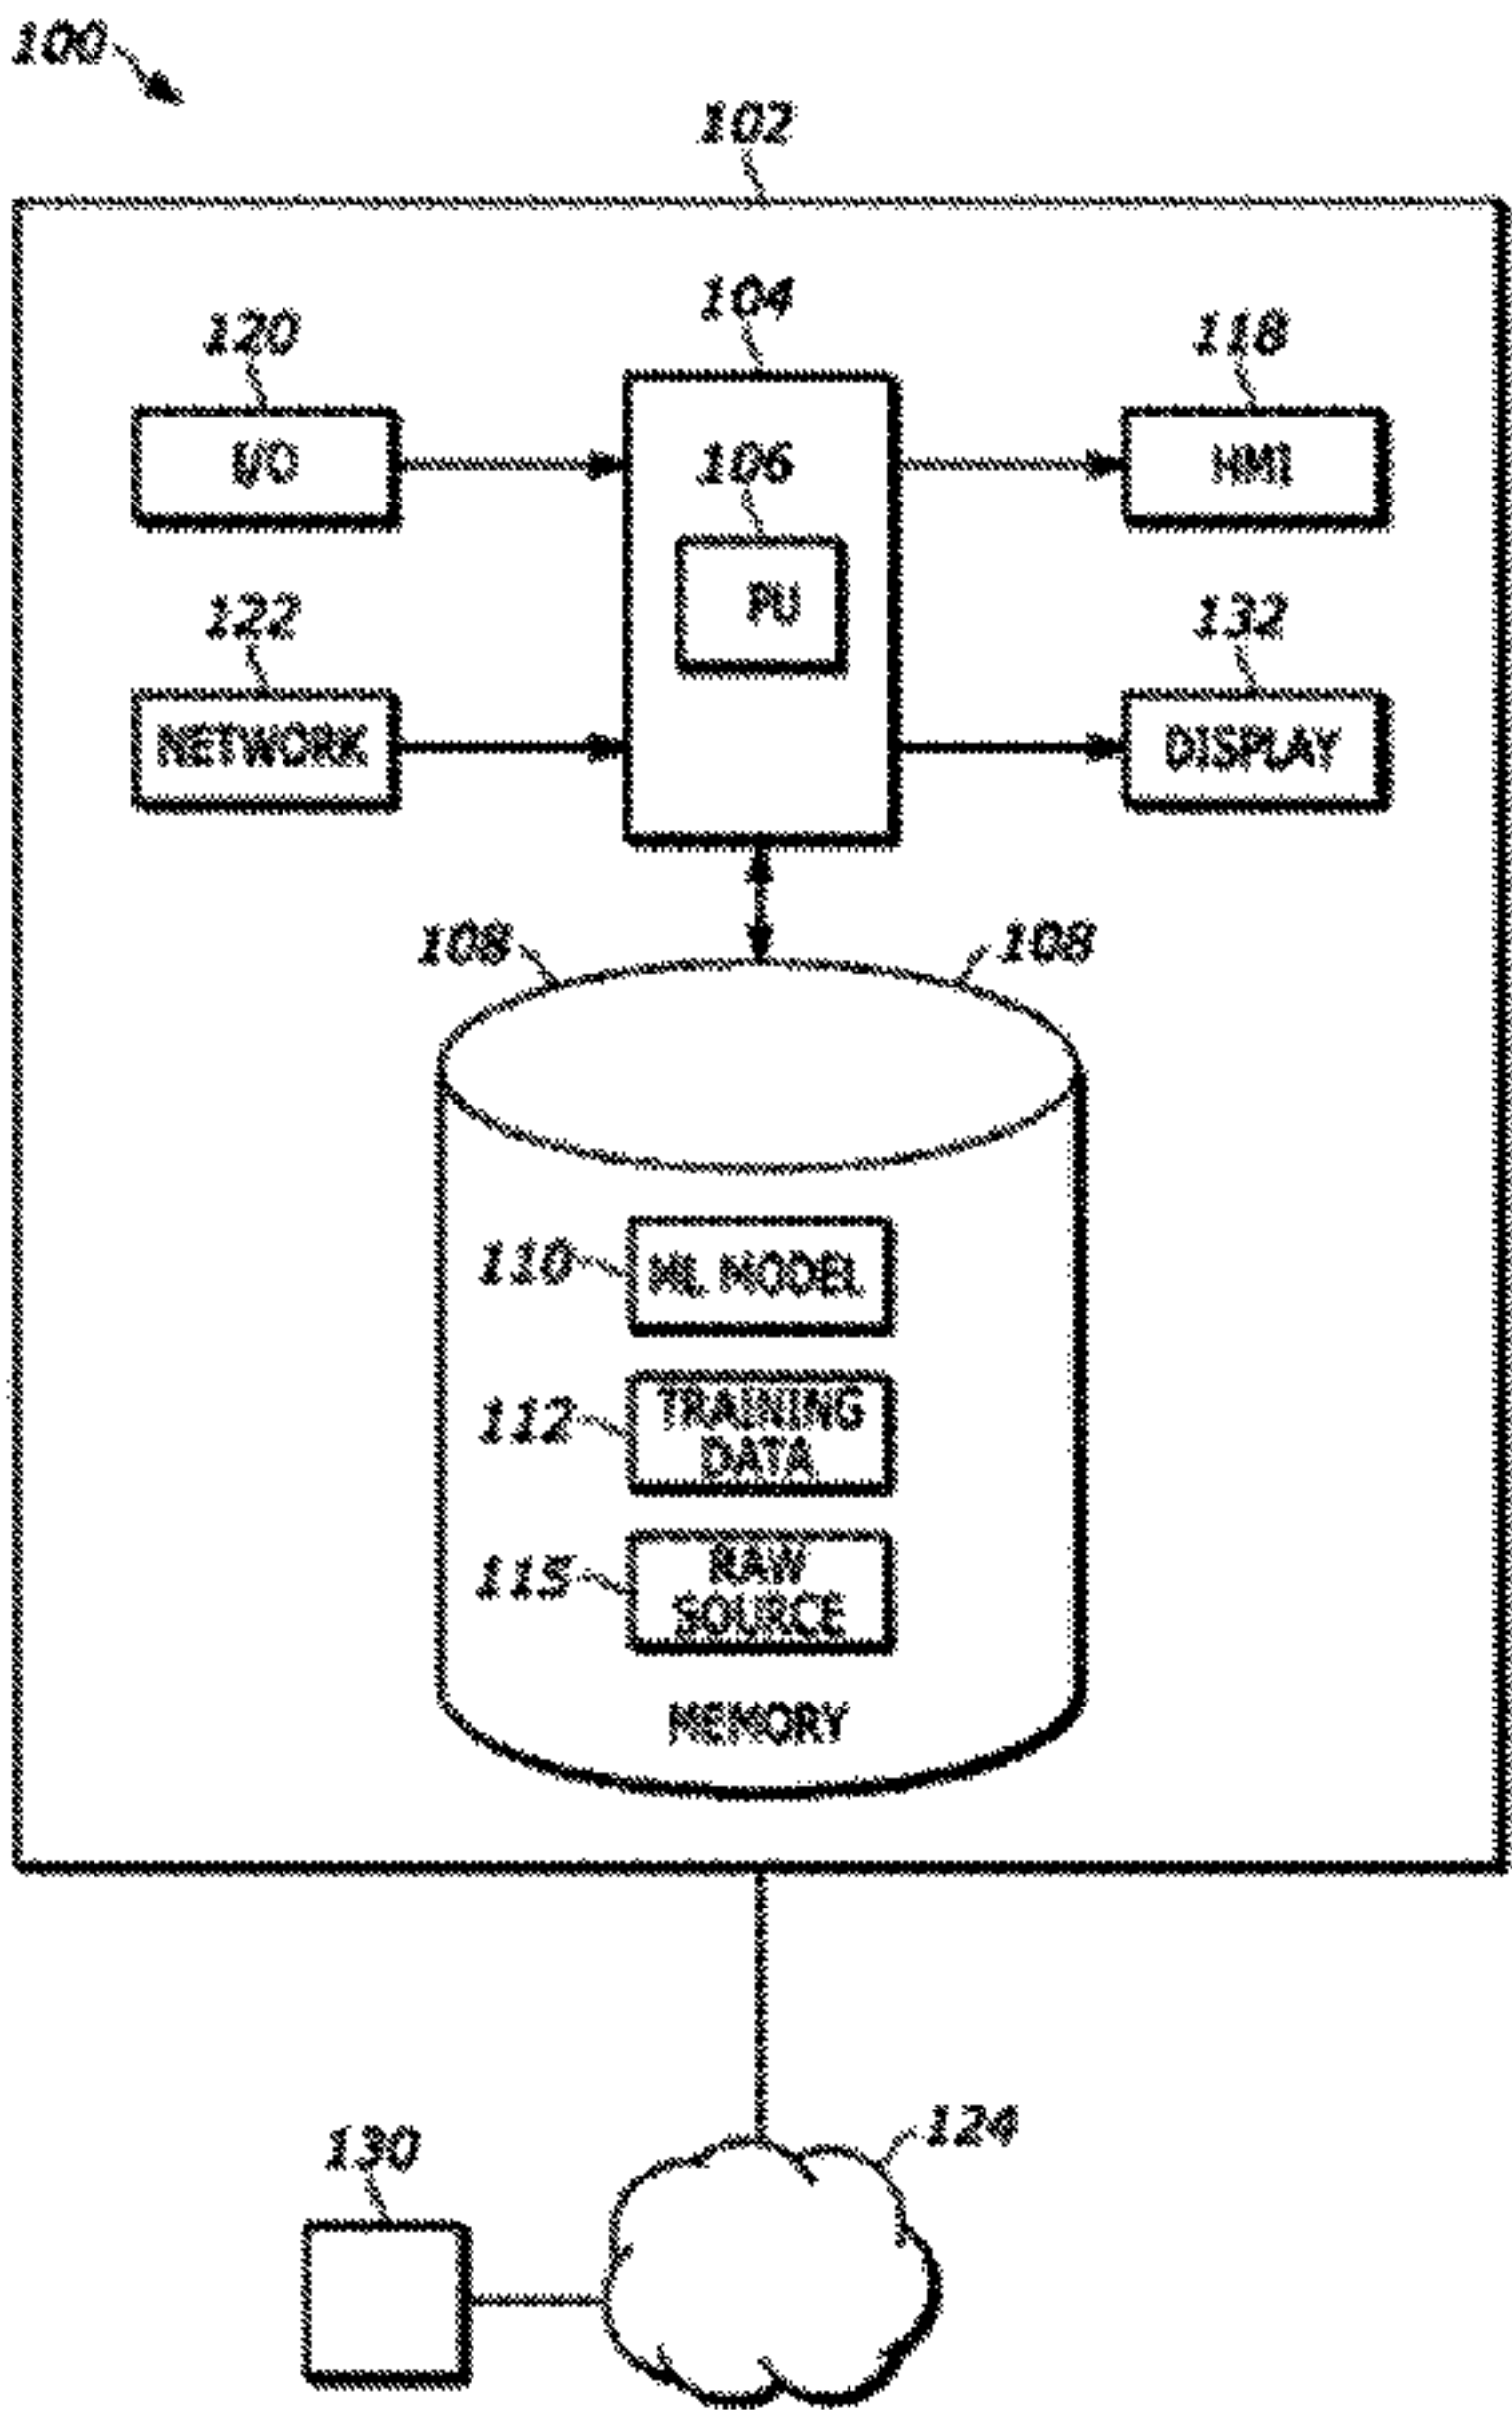 100
102
104
120
118
I/O
106
HMI
PU
122
132
NETWORK
DISPLAY
108
108
110
ML MODEL
112
TRAINING
DATA
115
RAW
SOURCE
MEMORY
124
130